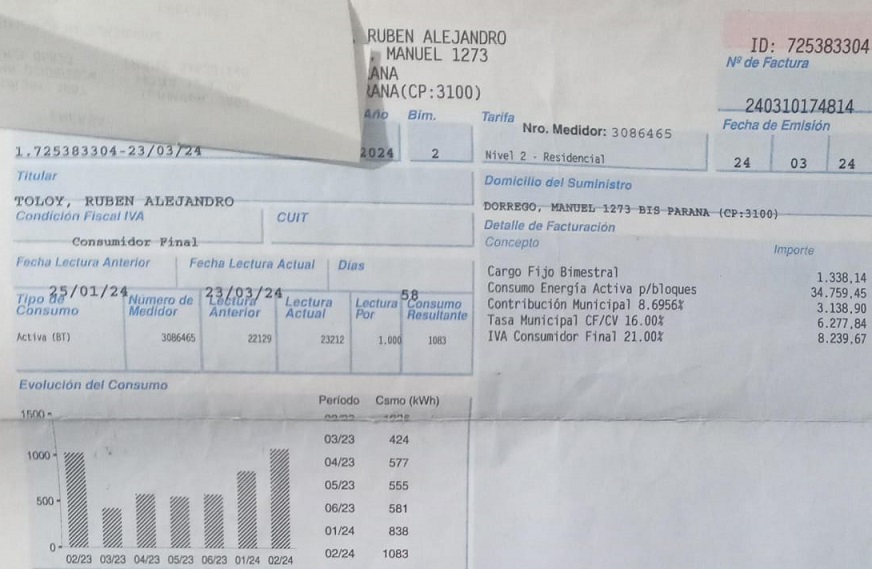 RUBEN ALEJANDRO
MANUEL 1273
ANA
RANA(CP:3100)
ID: 725383304
Nº de Factura
240310174814
Año Bim.
2024 2
Tarifa
Nro. Medidor: 3086465
Nivel 2 - Residencial
Fecha de Emisión
24 03 24
1.725383304-23/03/24
Titular
TOLOY, RUBEN ALEJANDRO
Domicilio del Suministro
DORREGO, MANUEL 1273 BIS PARANA (CP:3100)
Condición Fiscal IVA CUIT
Consumidor Final
Detalle de Facturación
Concepto Importe
Cargo Fijo Bimestral 1.338,14
Consumo Energía Activa p/bloques 34.759,45
Contribución Municipal 8.6956% 3.138,90
Tasa Municipal CF/CV 16.00% 6.277,84
IVA Consumidor Final 21.00% 8.239,67
Fecha Lectura Anterior Fecha Lectura Actual Días
25/01/24 23/03/24 58
Tipo de Consumo Número de Medidor Lectura Anterior Lectura Actual Lectura Por Consumo Resultante
Activa (BT) 3086465 22129 23212 1.000 1083
Evolución del Consumo
Período Csmo (kWh)
03/23 424
04/23 577
05/23 555
06/23 581
01/24 838
02/24 1083
1500
1000
500
0
02/23 03/23 04/23 05/23 06/23 01/24 02/24